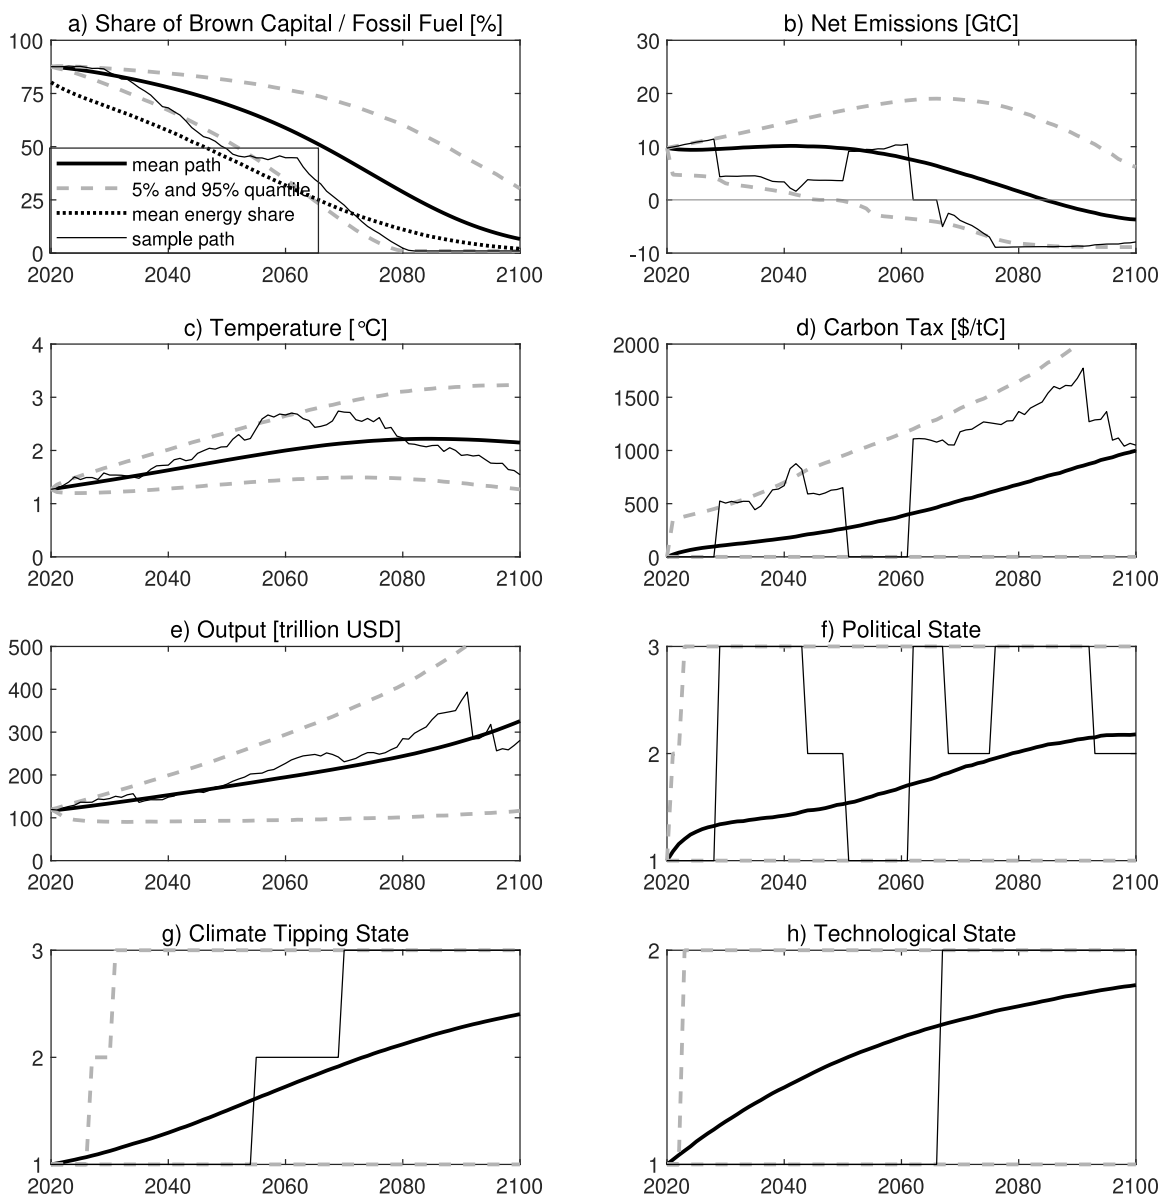 a) Share of Brown Capital / Fossil Fuel [%]
100
75
50
25
0
mean path
5% and 95% quantile
mean energy share
sample path
2020 2040 2060 2080 2100
b) Net Emissions [GtC]
30
20
10
0
-10
2020 2040 2060 2080 2100
c) Temperature [°C]
4
3
2
1
0
2020 2040 2060 2080 2100
d) Carbon Tax [$/tC]
2000
1500
1000
500
0
2020 2040 2060 2080 2100
e) Output [trillion USD]
500
400
300
200
100
0
2020 2040 2060 2080 2100
f) Political State
3
2
1
2020 2040 2060 2080 2100
g) Climate Tipping State
3
2
1
2020 2040 2060 2080 2100
h) Technological State
2
1
2020 2040 2060 2080 2100